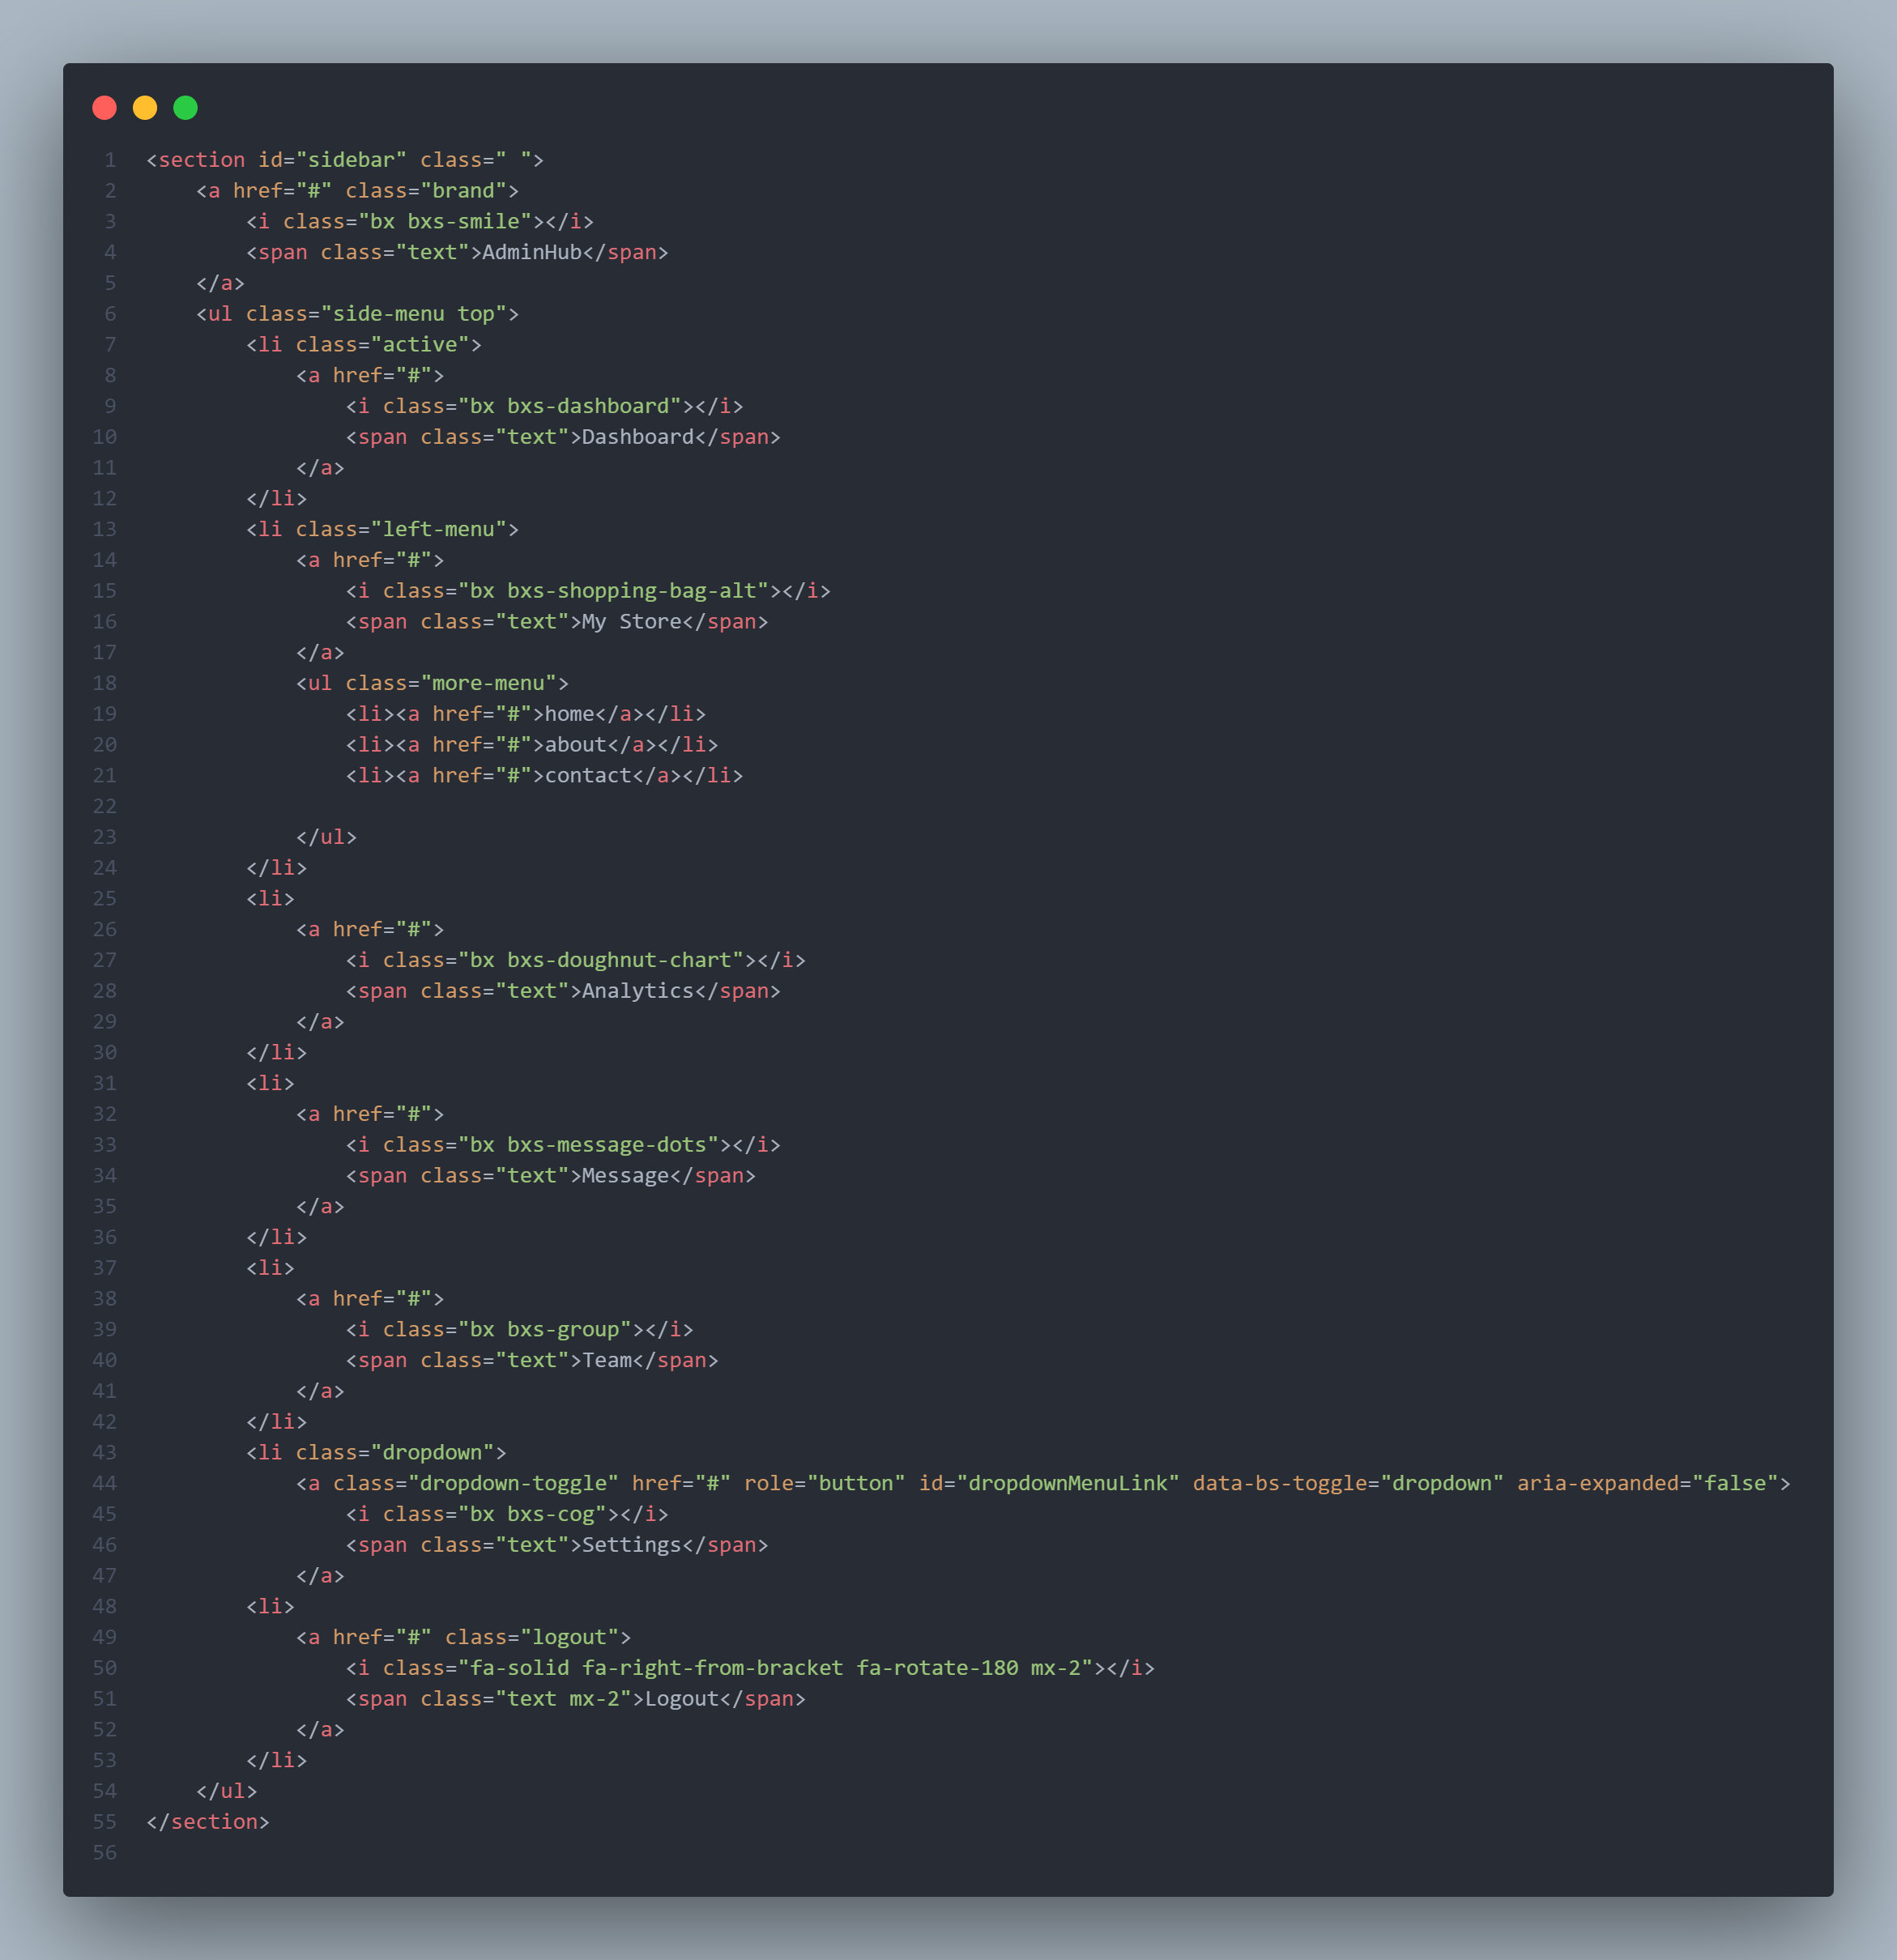 1 <section id="sidebar" class=" ">
2     <a href="#" class="brand">
3         <i class="bx bxs-smile"></i>
4         <span class="text">AdminHub</span>
5     </a>
6     <ul class="side-menu top">
7         <li class="active">
8             <a href="#">
9                 <i class="bx bxs-dashboard"></i>
10                 <span class="text">Dashboard</span>
11             </a>
12         </li>
13         <li class="left-menu">
14             <a href="#">
15                 <i class="bx bxs-shopping-bag-alt"></i>
16                 <span class="text">My Store</span>
17             </a>
18             <ul class="more-menu">
19                 <li><a href="#">home</a></li>
20                 <li><a href="#">about</a></li>
21                 <li><a href="#">contact</a></li>
22
23             </ul>
24         </li>
25         <li>
26             <a href="#">
27                 <i class="bx bxs-doughnut-chart"></i>
28                 <span class="text">Analytics</span>
29             </a>
30         </li>
31         <li>
32             <a href="#">
33                 <i class="bx bxs-message-dots"></i>
34                 <span class="text">Message</span>
35             </a>
36         </li>
37         <li>
38             <a href="#">
39                 <i class="bx bxs-group"></i>
40                 <span class="text">Team</span>
41             </a>
42         </li>
43         <li class="dropdown">
44             <a class="dropdown-toggle" href="#" role="button" id="dropdownMenuLink" data-bs-toggle="dropdown" aria-expanded="false">
45                 <i class="bx bxs-cog"></i>
46                 <span class="text">Settings</span>
47             </a>
48         <li>
49             <a href="#" class="logout">
50                 <i class="fa-solid fa-right-from-bracket fa-rotate-180 mx-2"></i>
51                 <span class="text mx-2">Logout</span>
52             </a>
53         </li>
54     </ul>
55 </section>
56